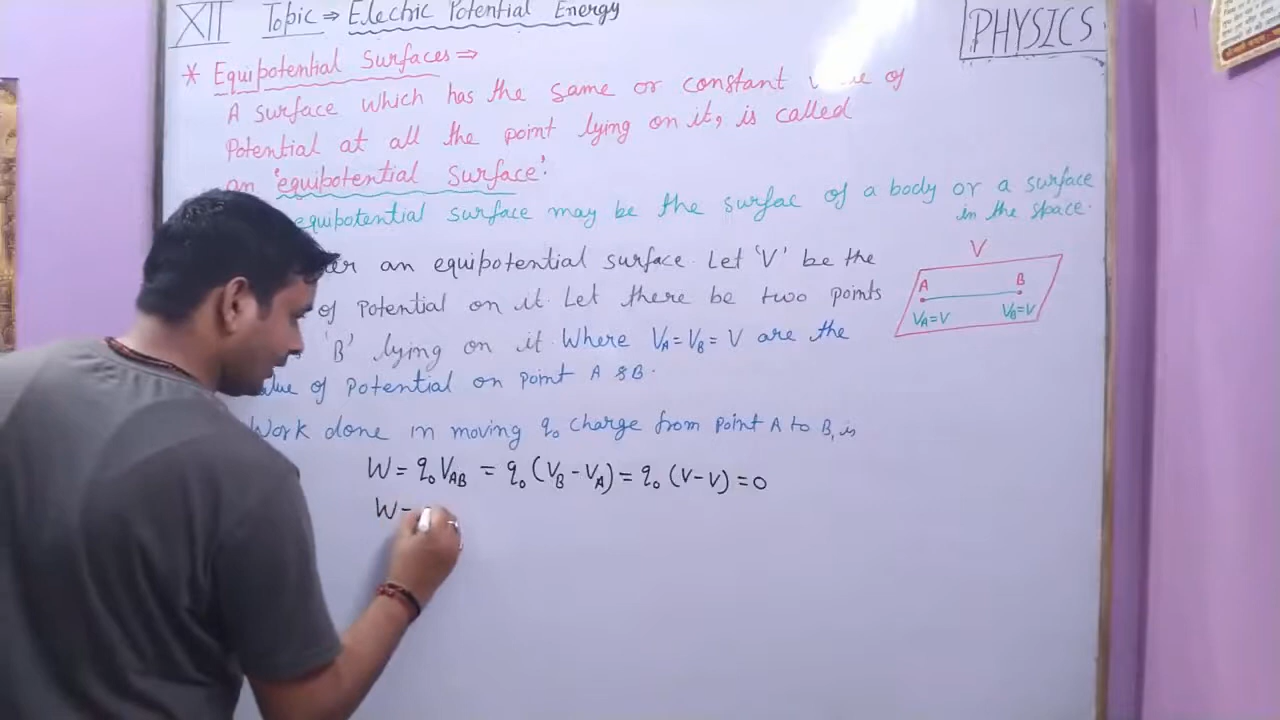 XII Topic ⇒ Electric Potential Energy
PHYSICS
* Equipotential Surfaces ⇒
A surface which has the same or constant of
Potential at all the point lying on it, is called
an 'equipotential Surface'.
equipotential surface may be the surfac of a body or a surface
in the space.
an equipotential surface. Let 'V' be the
of Potential on it. Let there be two points
'B' lying on it. Where V_A = V_B = V are the
value of Potential on point A & B.
V
A B
V_A = V V_B = V
Work done in moving q₀ charge from point A to B, is
W = q₀V_AB = q₀(V_B - V_A) = q₀(V - V) = 0
W =